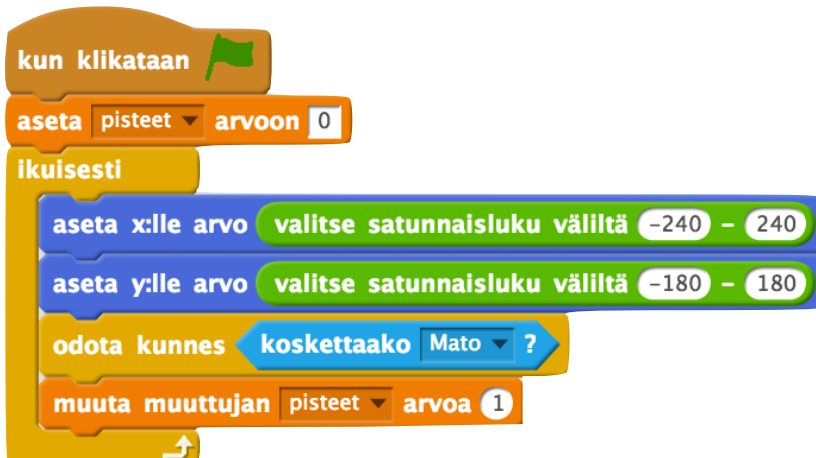 kun klikataan
aseta pisteet arvoon 0
ikuisesti
aseta x:lle arvo valitse satunnaisluku väliltä -240 - 240
aseta y:lle arvo valitse satunnaisluku väliltä -180 - 180
odota kunnes koskettaako Mato ?
muuta muuttujan pisteet arvoa 1